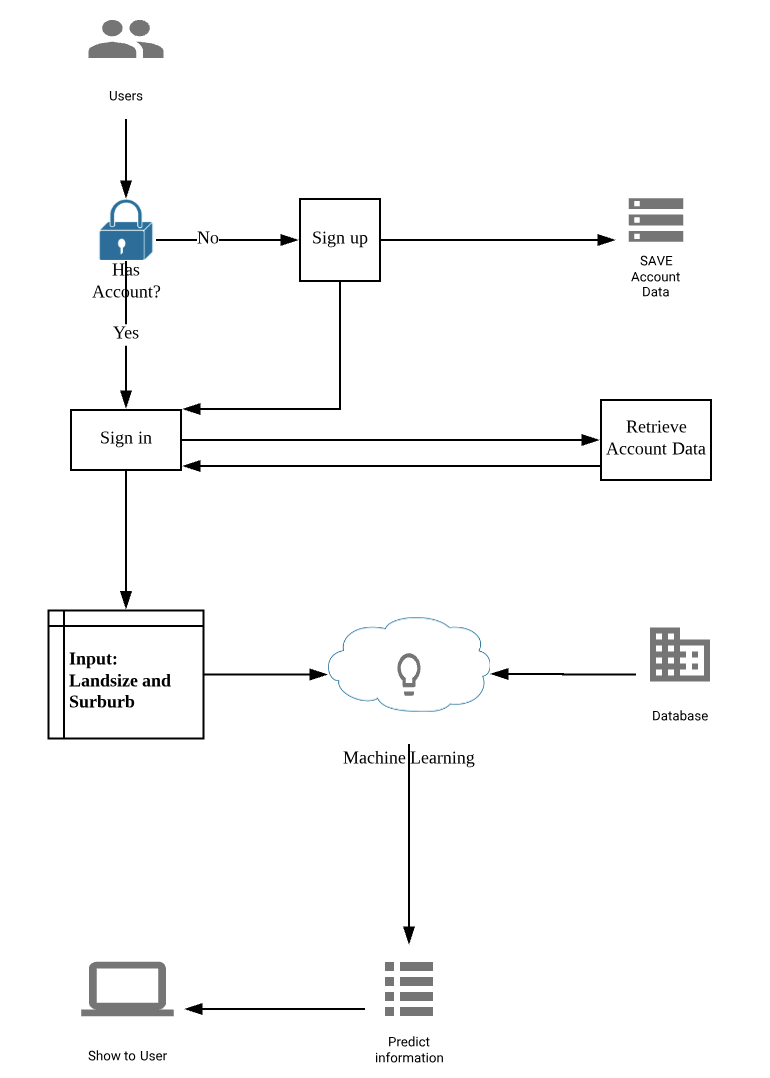 Users
No
Sign up
SAVE
Account
Data
Has
Account?
Yes
Sign in
Retrieve
Account Data
Input:
Landsize and
Surburb
Machine Learning
Database
Predict
information
Show to User